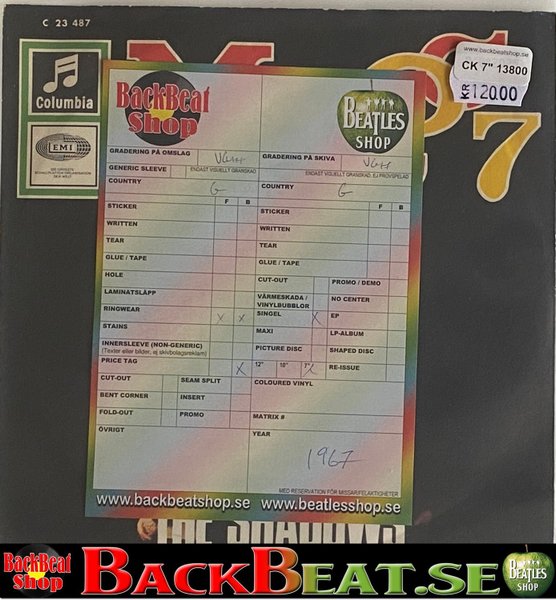 C 23 487
M
7
Columbia
EMI
www.backbeatshop.se
CK 7" 13800
KR 120.00
BACKBEAT
SHOP
BEATLES
SHOP
GRADERING PÅ OMSLAG VG++
GRADERING PÅ SKIVA VG++
GENERIC SLEEVE
ENDAST VISUELLT GRANSKAD
ENDAST VISUELLT GRANSKAD, EJ PROVSPELAD
COUNTRY G
COUNTRY G
F B
F B
STICKER
STICKER
WRITTEN
WRITTEN
TEAR
TEAR
GLUE / TAPE
GLUE / TAPE
HOLE
CUT-OUT
PROMO / DEMO
LAMINATSLÄPP
VÄRMESKADA /
VINYLBUBBLOR
NO CENTER
RINGWEAR X X
SINGEL X
EP
STAINS
MAXI
LP-ALBUM
INNERSLEEVE (NON-GENERIC)
(Texter eller bilder, ej skivbolagsreklam)
PICTURE DISC
SHAPED DISC
PRICE TAG X
12" 10" 7" X
RE-ISSUE
CUT-OUT
SEAM SPLIT
COLOURED VINYL
BENT CORNER
INSERT
FOLD-OUT
PROMO
MATRIX #
ÖVRIGT
YEAR
1967
MED RESERVATION FÖR MISSAR/FELAKTIGHETER
www.backbeatshop.se www.beatlesshop.se
THE SHADOWS
BACKBEAT
SHOP
BACKBEAT.SE
BEATLES
SHOP